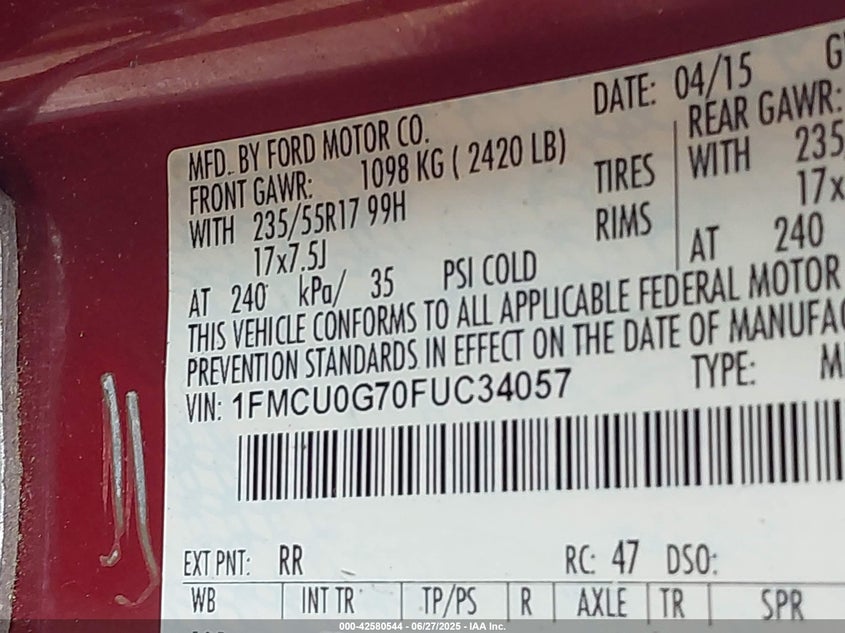 MFD. BY FORD MOTOR CO. DATE: 04/15
FRONT GAWR: 1098 KG ( 2420 LB) REAR GAWR:
WITH 235/55R17 99H TIRES WITH 235
17x7.5J RIMS 17x
AT 240 kPa/ 35 PSI COLD AT 240
THIS VEHICLE CONFORMS TO ALL APPLICABLE FEDERAL MOTOR
PREVENTION STANDARDS IN EFFECT ON THE DATE OF MANUFA
VIN: 1FMCU0G70FUC34057 TYPE:
EXT PNT: RR RC: 47 DSO:
WB INT TR TP/PS R AXLE TR SPR
000-42580544 - 06/27/2025 - IAA Inc.